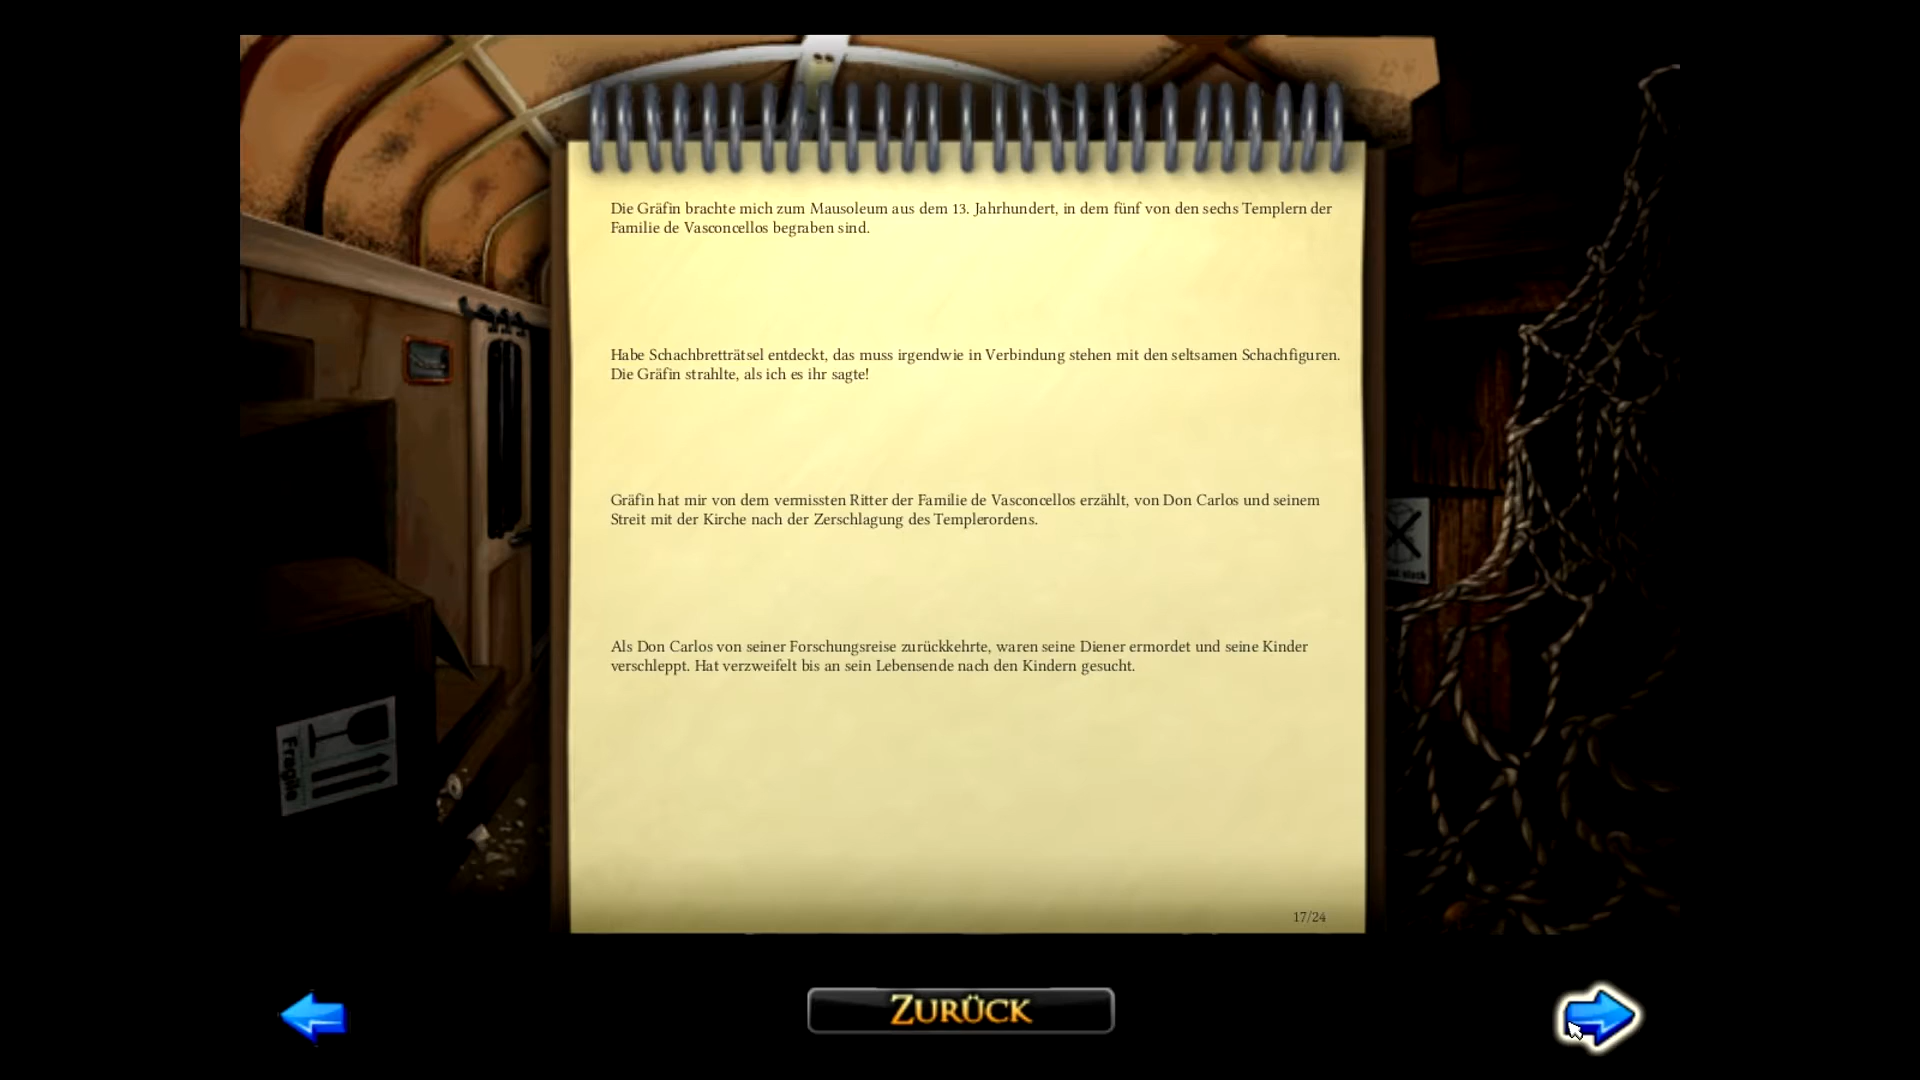 Die Gräfin brachte mich zum Mausoleum aus dem 13. Jahrhundert, in dem fünf von den sechs Templern der
Familie de Vasconcellos begraben sind.
Habe Schachbretträtsel entdeckt, das muss irgendwie in Verbindung stehen mit den seltsamen Schachfiguren.
Die Gräfin strahlte, als ich es ihr sagte!
Gräfin hat mir von dem vermissten Ritter der Familie de Vasconcellos erzählt, von Don Carlos und seinem
Streit mit der Kirche nach der Zerschlagung des Templerordens.
Als Don Carlos von seiner Forschungsreise zurückkehrte, waren seine Diener ermordet und seine Kinder
verschleppt. Hat verzweifelt bis an sein Lebensende nach den Kindern gesucht.
Fragile
17/24
ZURÜCK